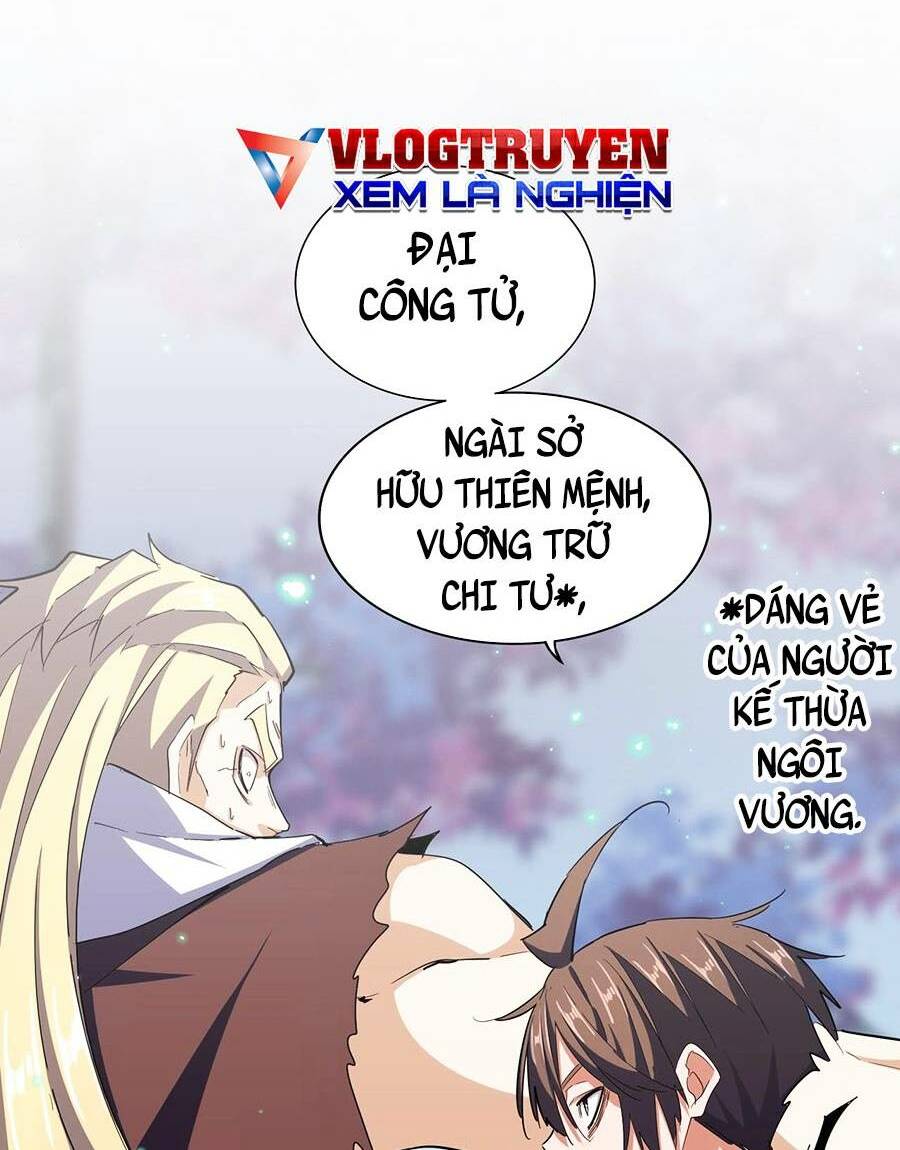 VLOGTRUYEN
XEM LÀ NGHIỆN
ĐẠI
CÔNG TỬ,
NGÀI SỞ
HỮU THIÊN MỆNH,
VƯƠNG TRỮ
CHI TƯ*,
*DÁNG VẺ
CỦA NGƯỜI
KẾ THỪA
NGÔI
VƯƠNG.